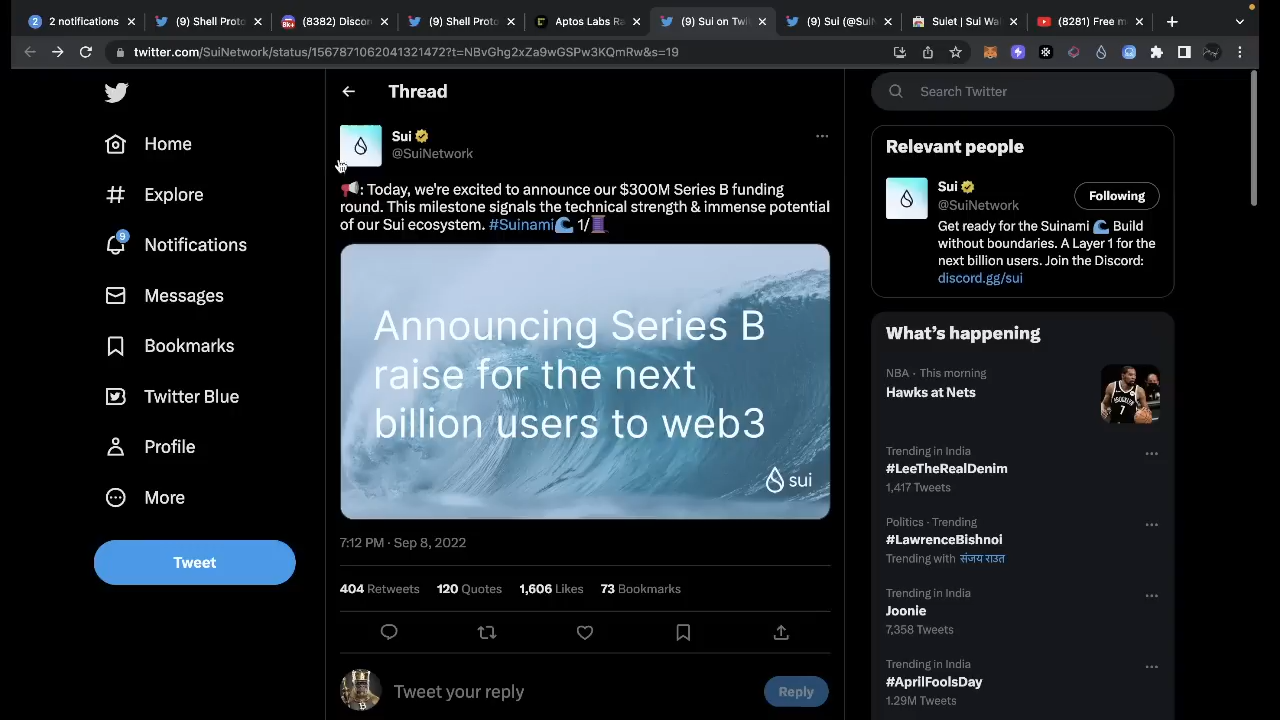 2 notifications
(9) Shell Proto
(8382) Discor
(9) Shell Proto
Aptos Labs Ra
(9) Sui on Twi
(9) Sui (@SuiN
Suiet | Sui Wa
(8281) Free m
twitter.com/SuiNetwork/status/1567871062041321472?t=NBvGhg2xZa9wGSPw3KQmRw&s=19
Home
Explore
9
Notifications
Messages
Bookmarks
Twitter Blue
Profile
More
Tweet
Thread
Sui
@SuiNetwork
📢: Today, we're excited to announce our $300M Series B funding
round. This milestone signals the technical strength & immense potential
of our Sui ecosystem. #Suinami🌊 1/🧵
Announcing Series B
raise for the next
billion users to web3
sui
7:12 PM · Sep 8, 2022
404 Retweets 120 Quotes 1,606 Likes 73 Bookmarks
Tweet your reply
Reply
Search Twitter
Relevant people
Sui
@SuiNetwork
Following
Get ready for the Suinami 🌊 Build
without boundaries. A Layer 1 for the
next billion users. Join the Discord:
discord.gg/sui
What's happening
NBA · This morning
Hawks at Nets
Trending in India
#LeeTheRealDenim
1,417 Tweets
Politics · Trending
#LawrenceBishnoi
Trending with संजय राउत
Trending in India
Joonie
7,358 Tweets
Trending in India
#AprilFoolsDay
1.29M Tweets